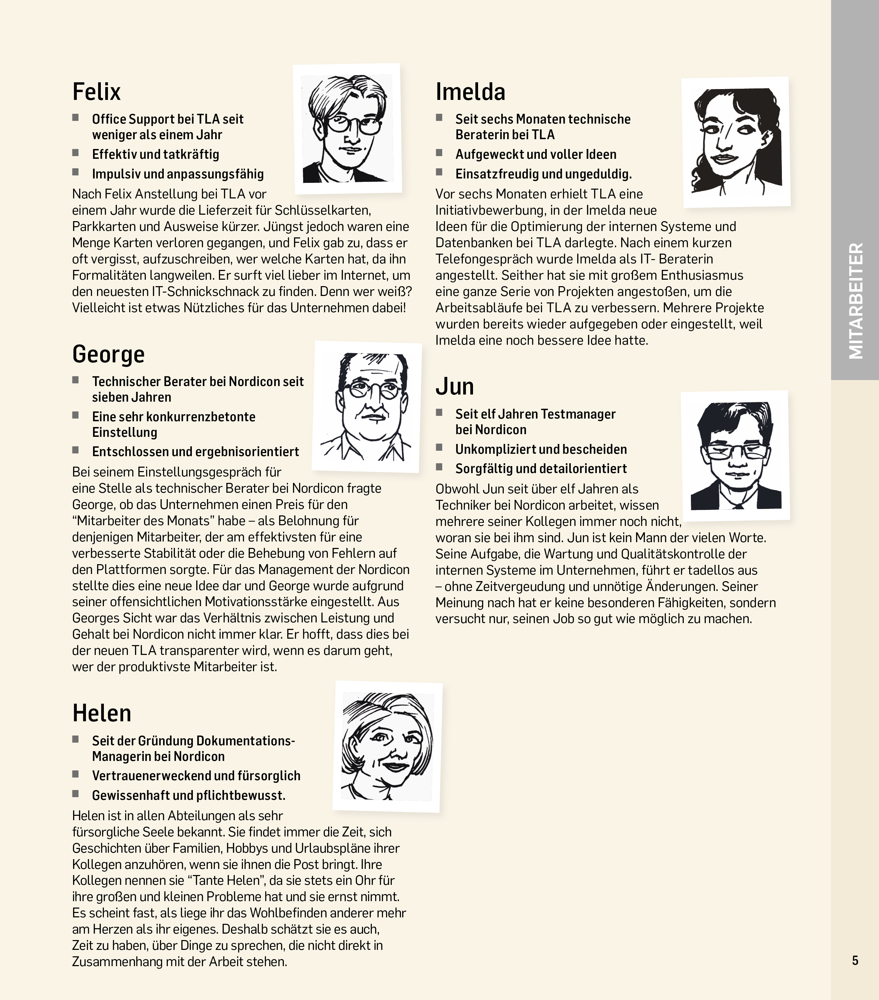 Felix
Office Support bei TLA seit
weniger als einem Jahr
Effektiv und tatkräftig
Impulsiv und anpassungsfähig
Nach Felix Anstellung bei TLA vor
einem Jahr wurde die Lieferzeit für Schlüsselkarten,
Parkkarten und Ausweise kürzer. Jüngst jedoch waren eine
Menge Karten verloren gegangen, und Felix gab zu, dass er
oft vergisst, aufzuschreiben, wer welche Karten hat, da ihn
Formalitäten langweilen. Er surft viel lieber im Internet, um
den neuesten IT-Schnickschnack zu finden. Denn wer weiß?
Vielleicht ist etwas Nützliches für das Unternehmen dabei!
George
Technischer Berater bei Nordicon seit
sieben Jahren
Eine sehr konkurrenzbetonte
Einstellung
Entschlossen und ergebnisorientiert
Bei seinem Einstellungsgespräch für
eine Stelle als technischer Berater bei Nordicon fragte
George, ob das Unternehmen einen Preis für den
“Mitarbeiter des Monats” habe – als Belohnung für
denjenigen Mitarbeiter, der am effektivsten für eine
verbesserte Stabilität oder die Behebung von Fehlern auf
den Plattformen sorgte. Für das Management der Nordicon
stellte dies eine neue Idee dar und George wurde aufgrund
seiner offensichtlichen Motivationsstärke eingestellt. Aus
Georges Sicht war das Verhältnis zwischen Leistung und
Gehalt bei Nordicon nicht immer klar. Er hofft, dass dies bei
der neuen TLA transparenter wird, wenn es darum geht,
wer der produktivste Mitarbeiter ist.
Helen
Seit der Gründung Dokumentations-
Managerin bei Nordicon
Vertrauenerweckend und fürsorglich
Gewissenhaft und pflichtbewusst.
Helen ist in allen Abteilungen als sehr
fürsorgliche Seele bekannt. Sie findet immer die Zeit, sich
Geschichten über Familien, Hobbys und Urlaubspläne ihrer
Kollegen anzuhören, wenn sie ihnen die Post bringt. Ihre
Kollegen nennen sie “Tante Helen”, da sie stets ein Ohr für
ihre großen und kleinen Probleme hat und sie ernst nimmt.
Es scheint fast, als liege ihr das Wohlbefinden anderer mehr
am Herzen als ihr eigenes. Deshalb schätzt sie es auch,
Zeit zu haben, über Dinge zu sprechen, die nicht direkt in
Zusammenhang mit der Arbeit stehen.
Imelda
Seit sechs Monaten technische
Beraterin bei TLA
Aufgeweckt und voller Ideen
Einsatzfreudig und ungeduldig.
Vor sechs Monaten erhielt TLA eine
Initiativbewerbung, in der Imelda neue
Ideen für die Optimierung der internen Systeme und
Datenbanken bei TLA darlegte. Nach einem kurzen
Telefongespräch wurde Imelda als IT- Beraterin
angestellt. Seither hat sie mit großem Enthusiasmus
eine ganze Serie von Projekten angestoßen, um die
Arbeitsabläufe bei TLA zu verbessern. Mehrere Projekte
wurden bereits wieder aufgegeben oder eingestellt, weil
Imelda eine noch bessere Idee hatte.
Jun
Seit elf Jahren Testmanager
bei Nordicon
Unkompliziert und bescheiden
Sorgfältig und detailorientiert
Obwohl Jun seit über elf Jahren als
Techniker bei Nordicon arbeitet, wissen
mehrere seiner Kollegen immer noch nicht,
woran sie bei ihm sind. Jun ist kein Mann der vielen Worte.
Seine Aufgabe, die Wartung und Qualitätskontrolle der
internen Systeme im Unternehmen, führt er tadellos aus
– ohne Zeitvergeudung und unnötige Änderungen. Seiner
Meinung nach hat er keine besonderen Fähigkeiten, sondern
versucht nur, seinen Job so gut wie möglich zu machen.
MITARBEITER
5